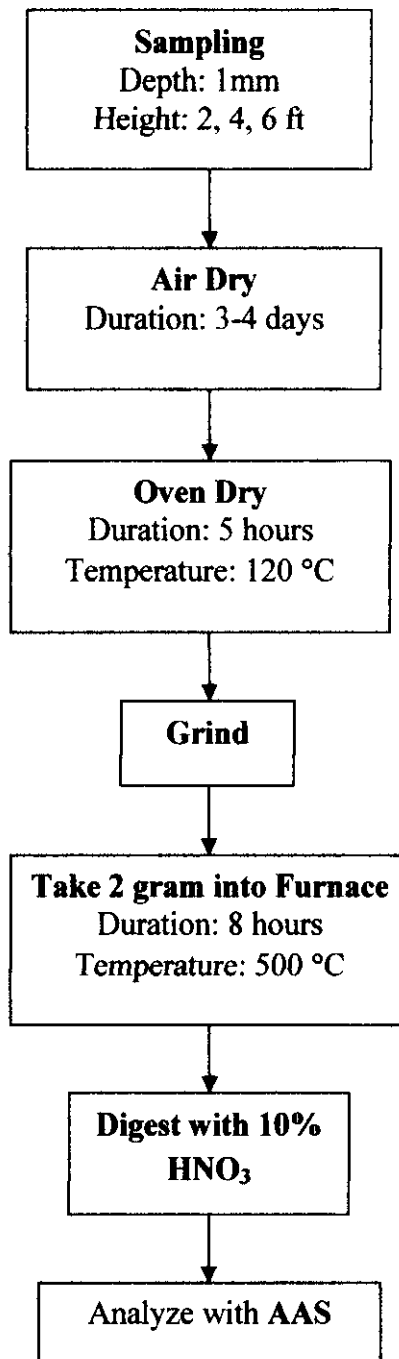 Sampling
Depth: 1mm
Height: 2, 4, 6 ft
Air Dry
Duration: 3-4 days
Oven Dry
Duration: 5 hours
Temperature: 120 °C
Grind
Take 2 gram into Furnace
Duration: 8 hours
Temperature: 500 °C
Digest with 10%
HNO₃
Analyze with AAS